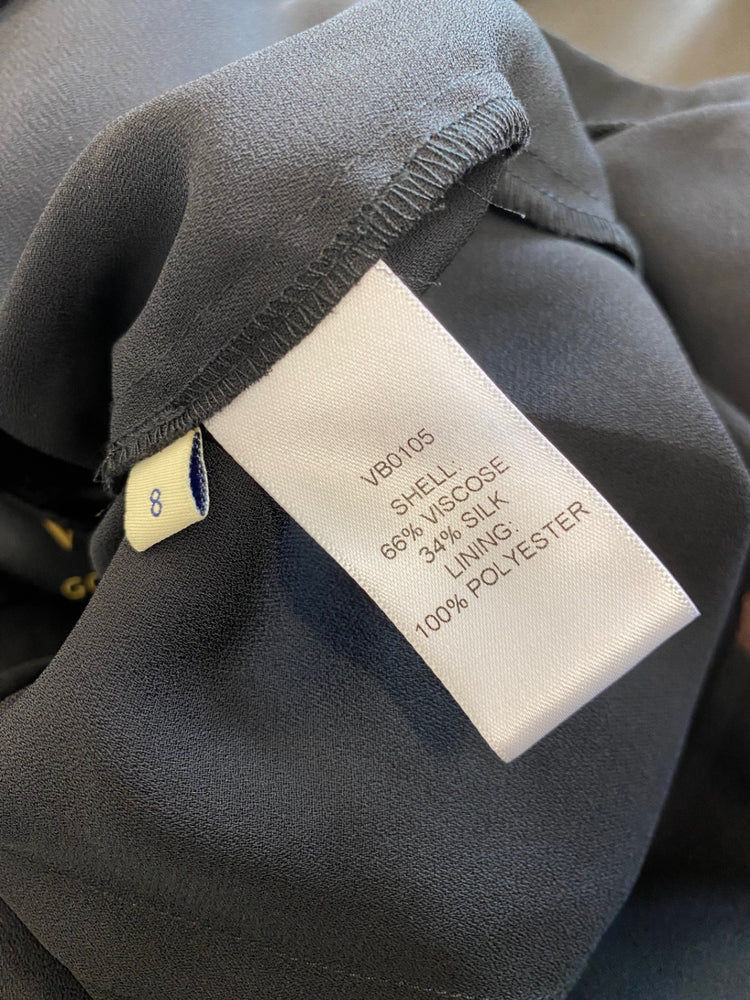 VB0105
SHELL:
66% VISCOSE
34% SILK
LINING:
100% POLYESTER
8